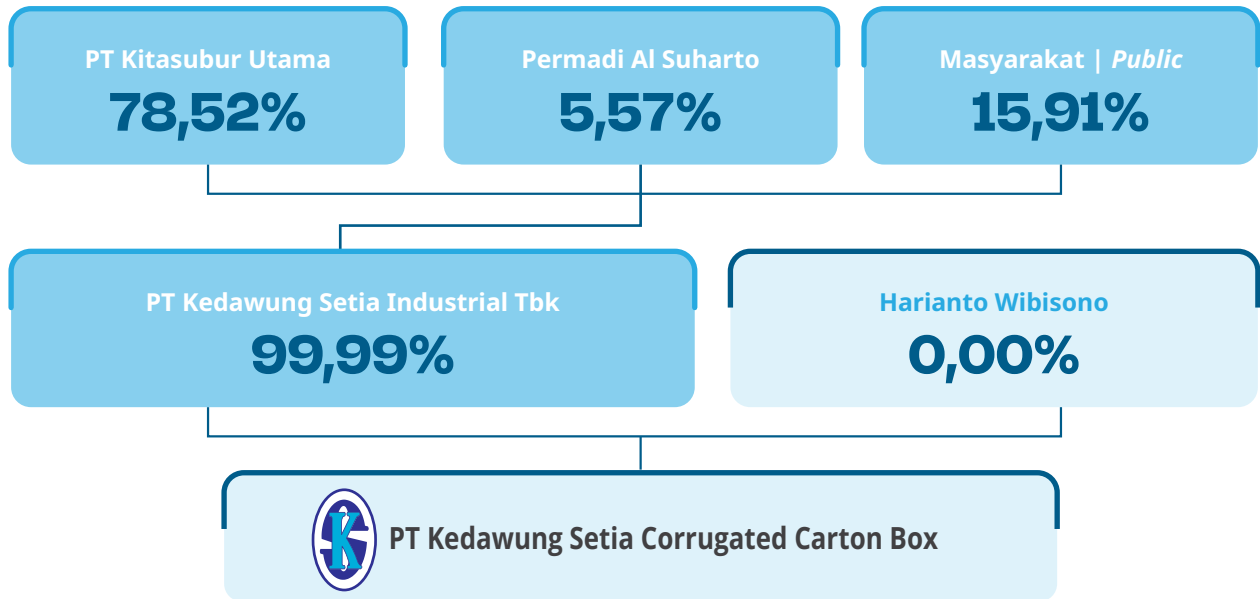 PT Kitasubur Utama
78,52%
Permadi Al Suharto
5,57%
Masyarakat | Public
15,91%
PT Kedawung Setia Industrial Tbk
99,99%
Harianto Wibisono
0,00%
PT Kedawung Setia Corrugated Carton Box